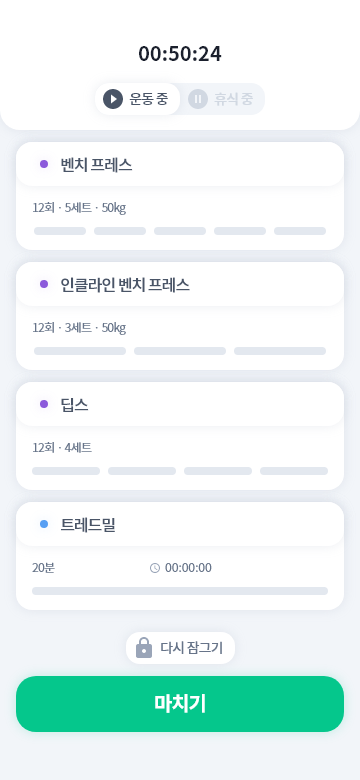 00:50:24
운동 중 휴식 중
벤치 프레스
12회 · 5세트 · 50kg
인클라인 벤치 프레스
12회 · 3세트 · 50kg
딥스
12회 · 4세트
트레드밀
20분 00:00:00
다시 잠그기
마치기